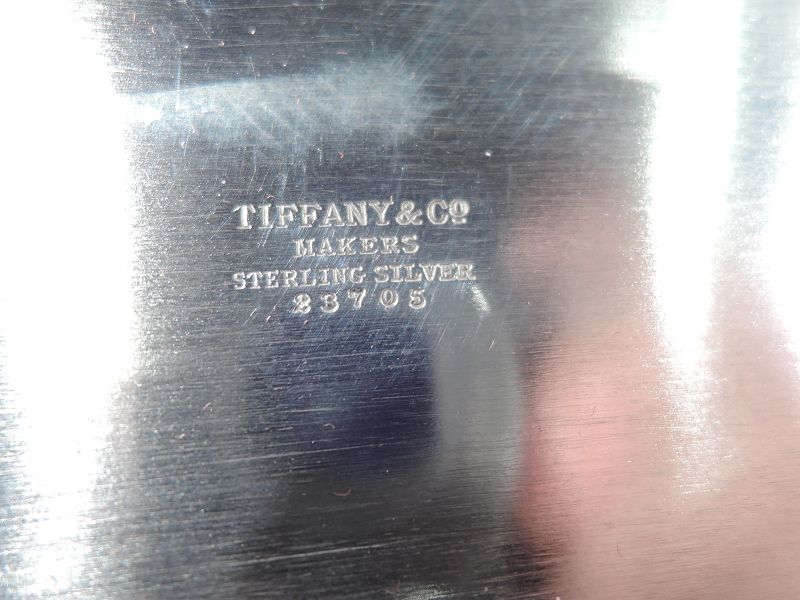 TIFFANY & Cº
MAKERS
STERLING SILVER
23705